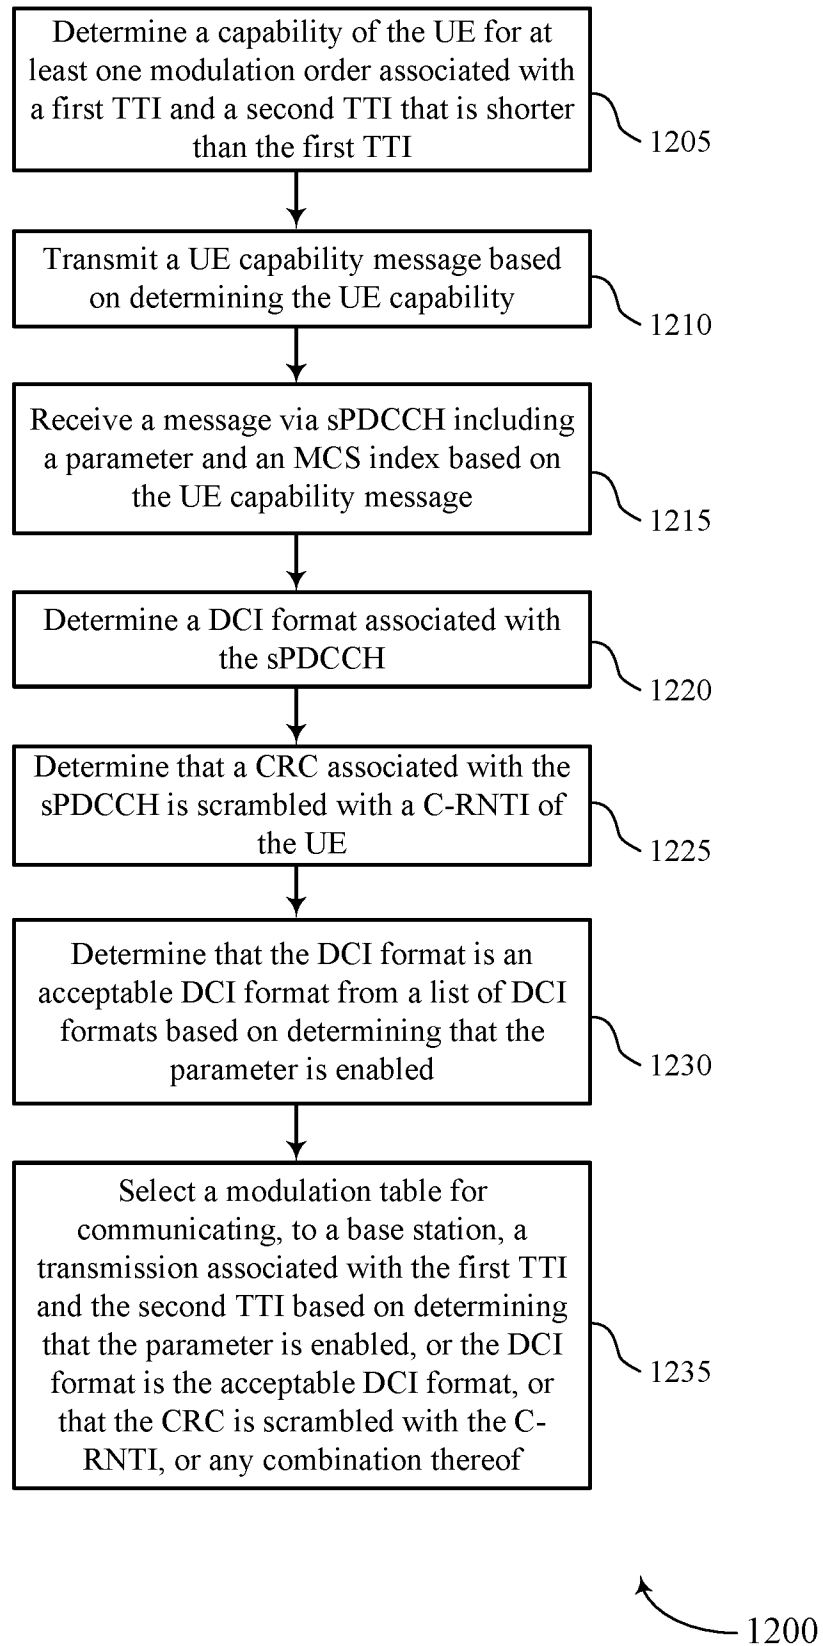 Determine a capability of the UE for at
least one modulation order associated with
a first TTI and a second TTI that is shorter
than the first TTI
1205
Transmit a UE capability message based
on determining the UE capability
1210
Receive a message via sPDCCH including
a parameter and an MCS index based on
the UE capability message
1215
Determine a DCI format associated with
the sPDCCH
1220
Determine that a CRC associated with the
sPDCCH is scrambled with a C-RNTI of
the UE
1225
Determine that the DCI format is an
acceptable DCI format from a list of DCI
formats based on determining that the
parameter is enabled
1230
Select a modulation table for
communicating, to a base station, a
transmission associated with the first TTI
and the second TTI based on determining
that the parameter is enabled, or the DCI
format is the acceptable DCI format, or
that the CRC is scrambled with the C-
RNTI, or any combination thereof
1235
1200